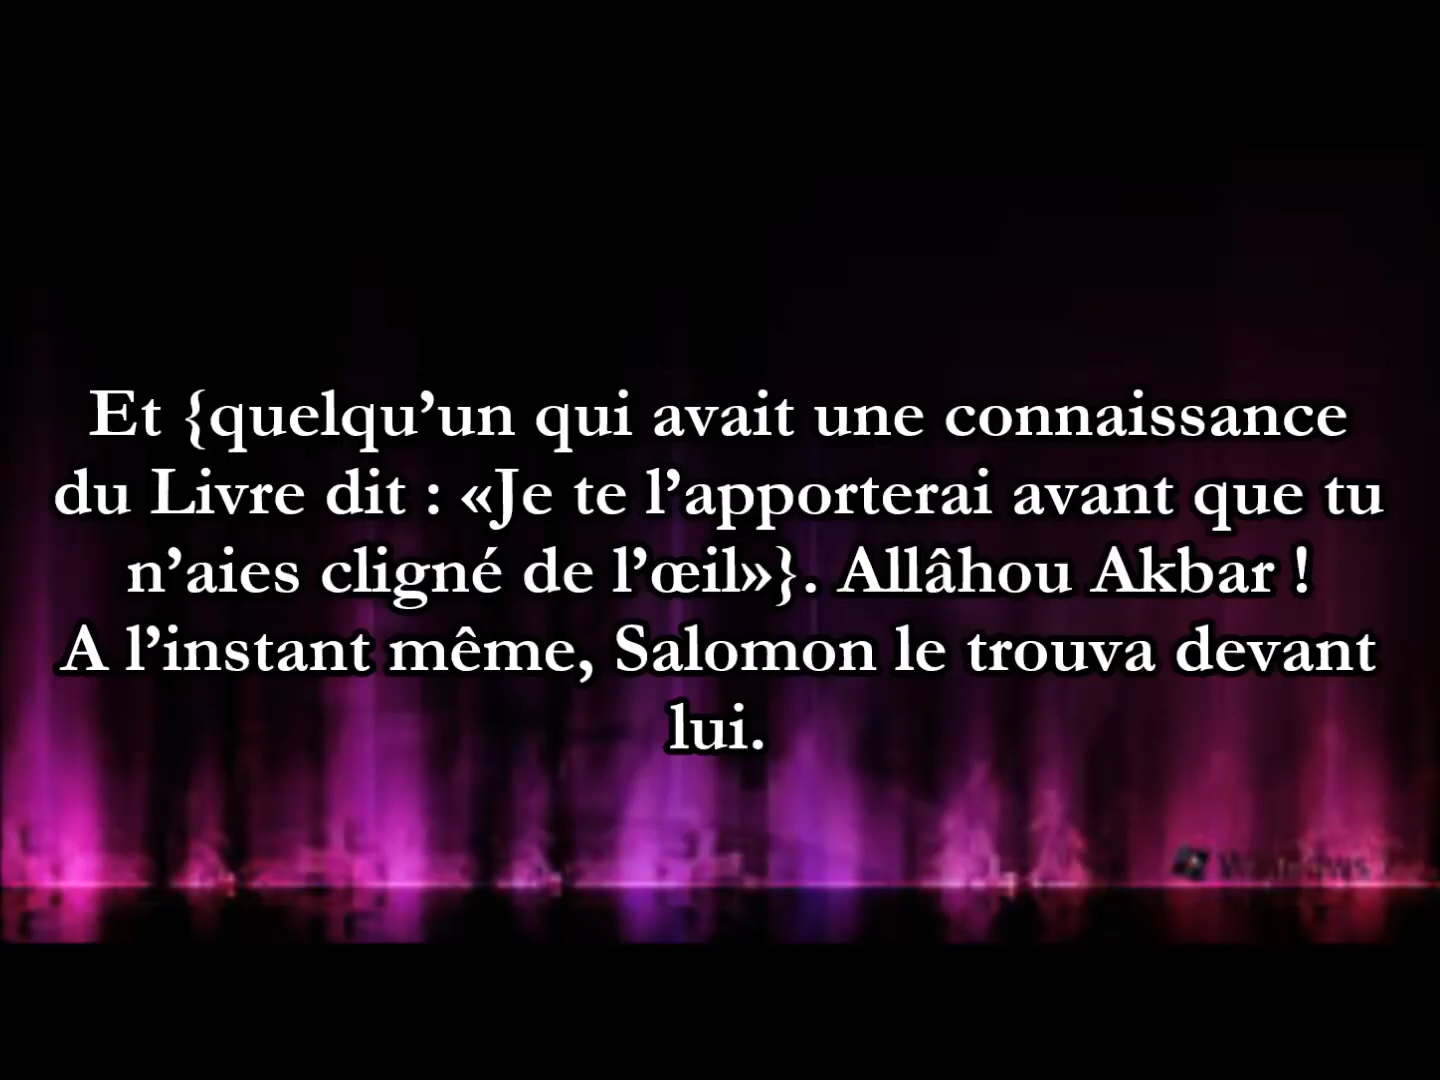 Et {quelqu’un qui avait une connaissance
du Livre dit : «Je te l’apporterai avant que tu
n’aies cligné de l’œil»}. Allâhou Akbar !
A l’instant même, Salomon le trouva devant
lui.